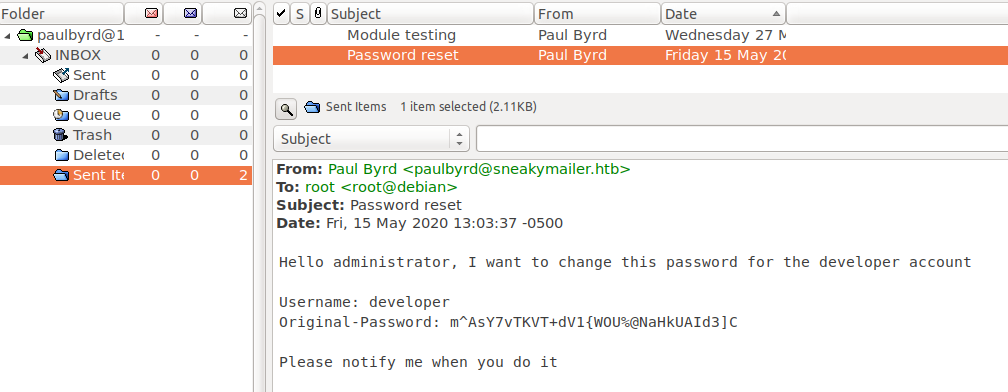 Folder S Subject From Date
paulbyrd@1 - - - Module testing Paul Byrd Wednesday 27 M
INBOX 0 0 0 Password reset Paul Byrd Friday 15 May 20
Sent 0 0 0
Drafts 0 0 0
Queue 0 0 0
Trash 0 0 0
Deleted 0 0 0
Sent Ite 0 0 2
Sent Items 1 item selected (2.11KB)
Subject
From: Paul Byrd <paulbyrd@sneakymailer.htb>
To: root <root@debian>
Subject: Password reset
Date: Fri, 15 May 2020 13:03:37 -0500
Hello administrator, I want to change this password for the developer account
Username: developer
Original-Password: m^AsY7vTKVT+dV1{WOU%@NaHkUAId3]C
Please notify me when you do it